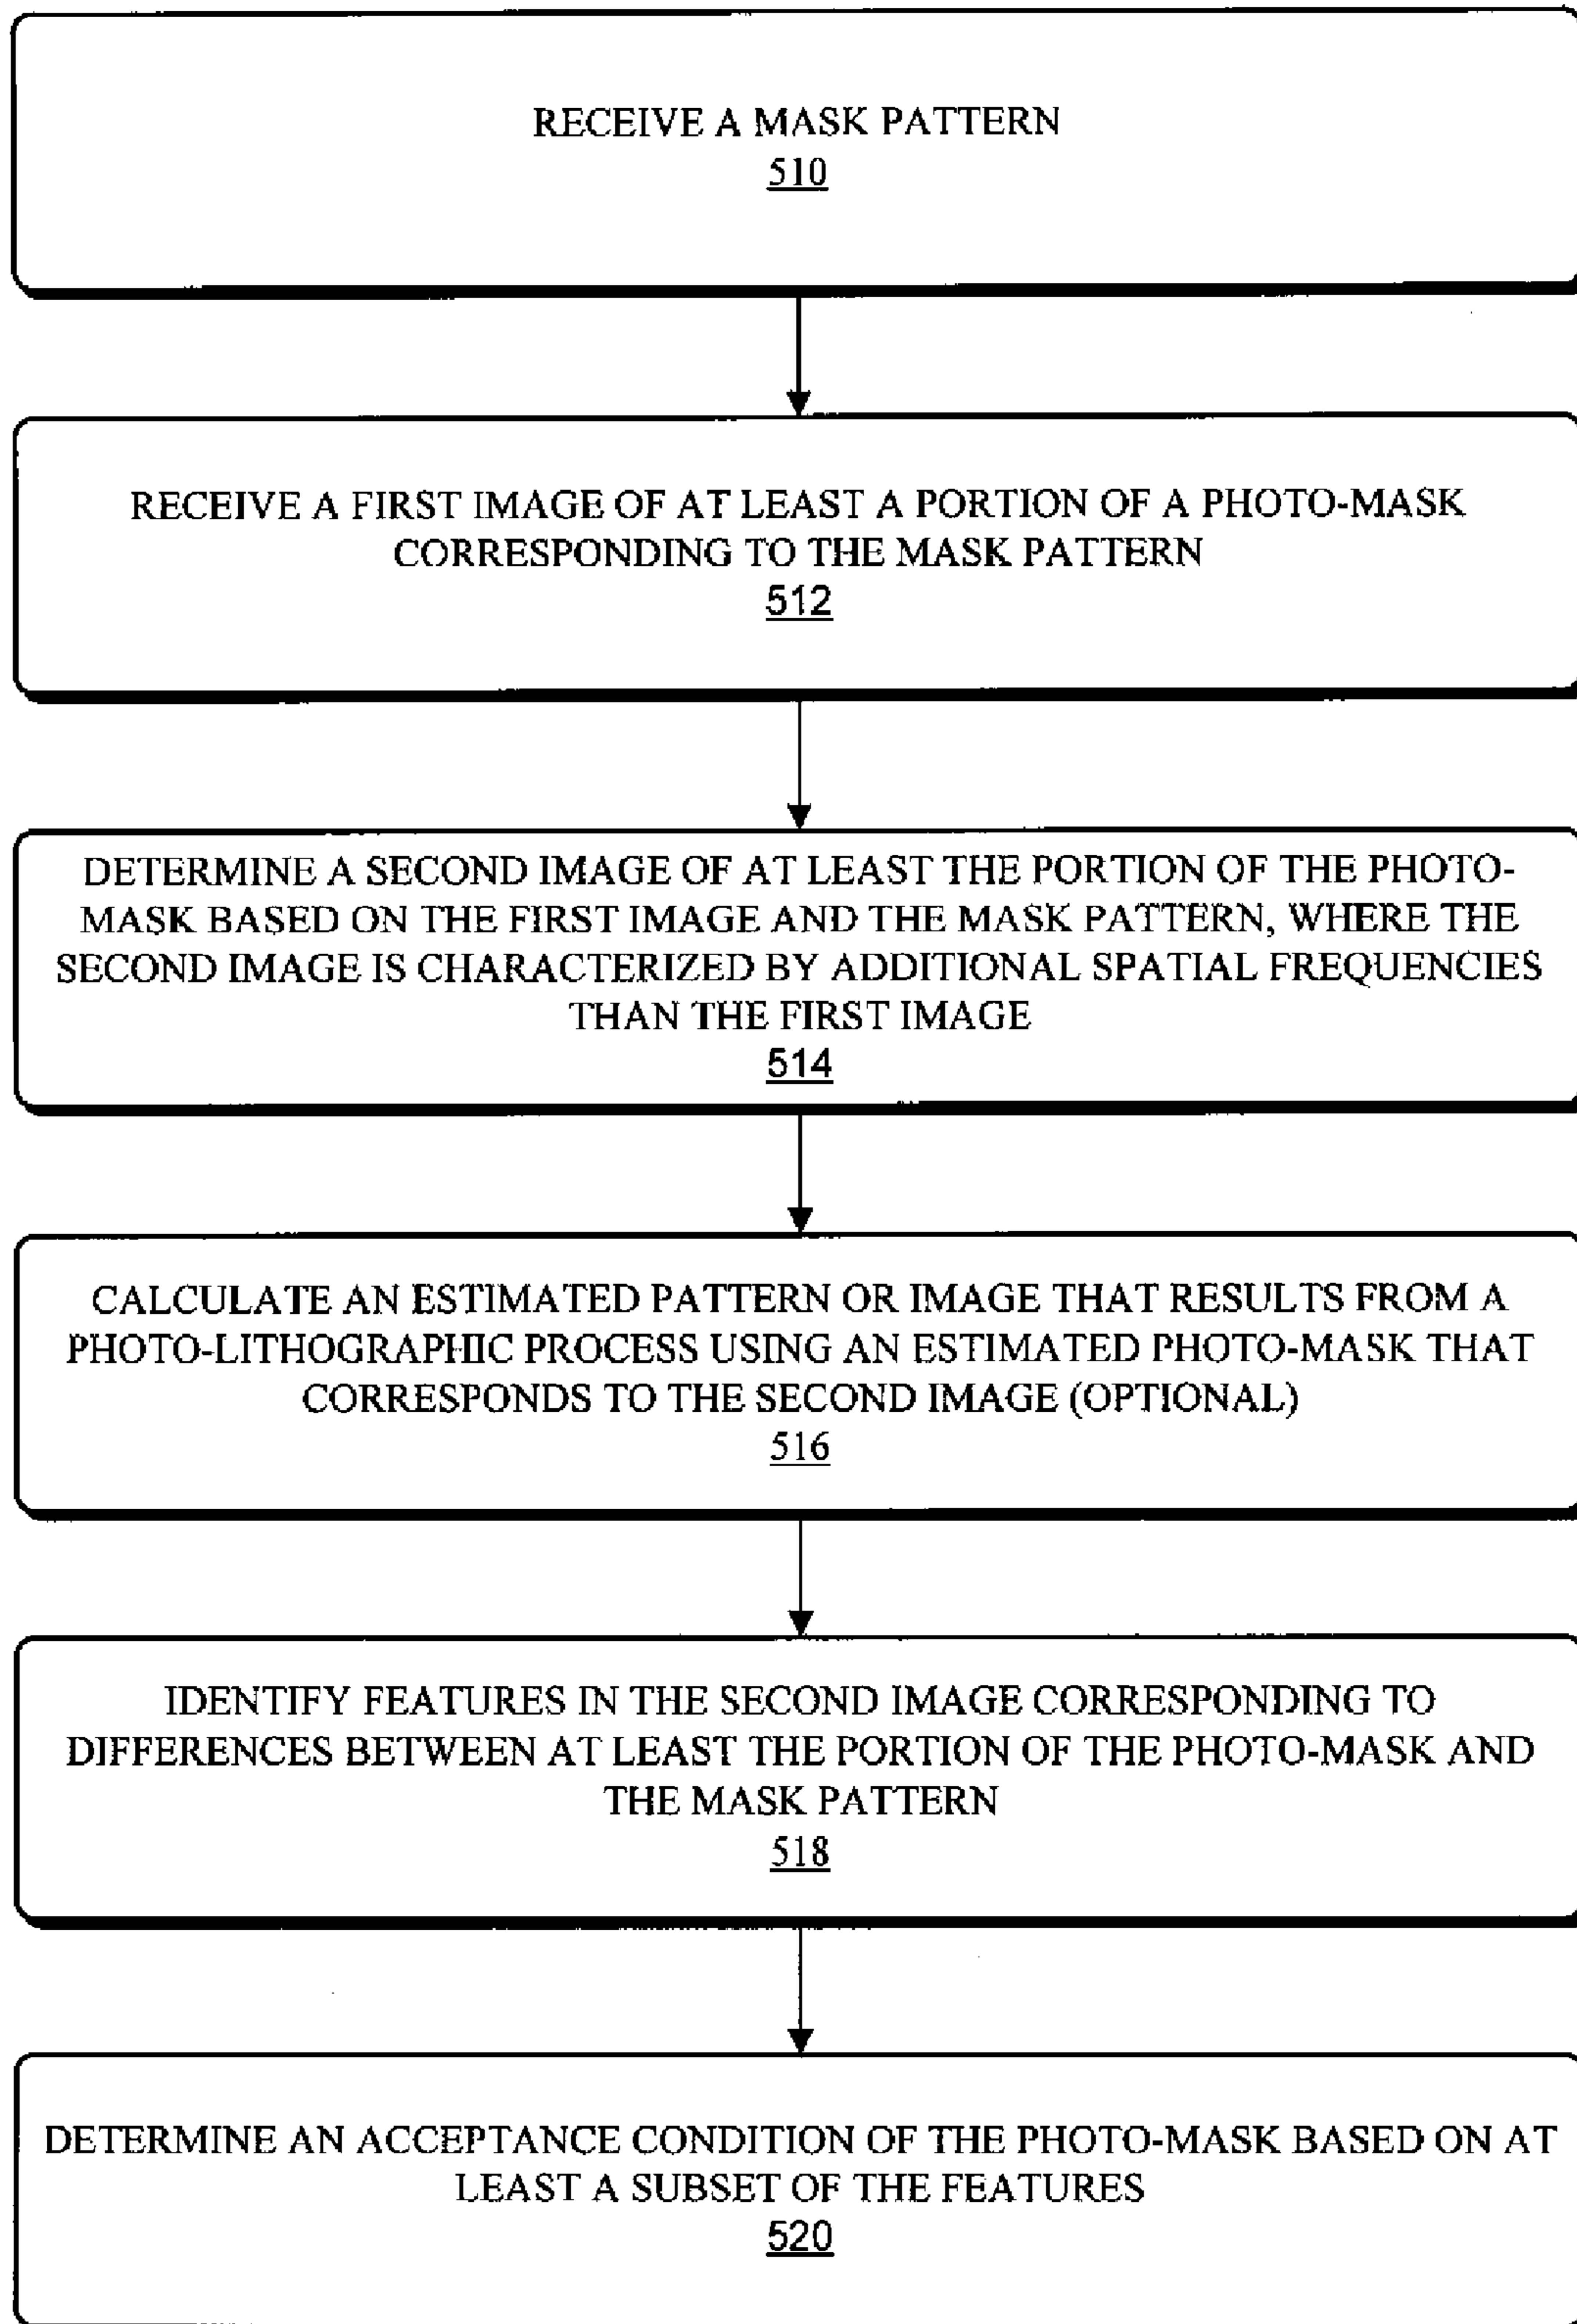 RECEIVE A MASK PATTERN
510
RECEIVE A FIRST IMAGE OF AT LEAST A PORTION OF A PHOTO-MASK
CORRESPONDING TO THE MASK PATTERN
512
DETERMINE A SECOND IMAGE OF AT LEAST THE PORTION OF THE PHOTO-
MASK BASED ON THE FIRST IMAGE AND THE MASK PATTERN, WHERE THE
SECOND IMAGE IS CHARACTERIZED BY ADDITIONAL SPATIAL FREQUENCIES
THAN THE FIRST IMAGE
514
CALCULATE AN ESTIMATED PATTERN OR IMAGE THAT RESULTS FROM A
PHOTO-LITHOGRAPHIC PROCESS USING AN ESTIMATED PHOTO-MASK THAT
CORRESPONDS TO THE SECOND IMAGE (OPTIONAL)
516
IDENTIFY FEATURES IN THE SECOND IMAGE CORRESPONDING TO
DIFFERENCES BETWEEN AT LEAST THE PORTION OF THE PHOTO-MASK AND
THE MASK PATTERN
518
DETERMINE AN ACCEPTANCE CONDITION OF THE PHOTO-MASK BASED ON AT
LEAST A SUBSET OF THE FEATURES
520